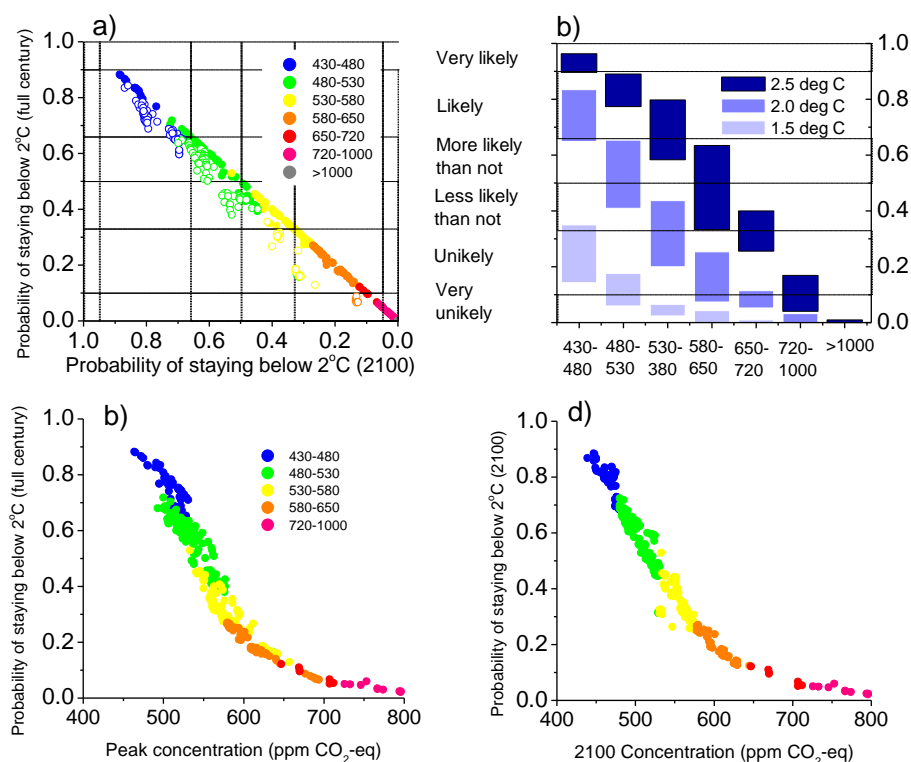 a)
Probability of staying below 2°C (full century)
1.0
0.8
0.6
0.4
0.2
0.0
1.0 0.8 0.6 0.4 0.2 0.0
Probability of staying below 2°C (2100)
430-480
480-530
530-580
580-650
650-720
720-1000
>1000
b)
Very likely
Likely
More likely
than not
Less likely
than not
Unikely
Very
unikely
2.5 deg C
2.0 deg C
1.5 deg C
1.0
0.8
0.6
0.4
0.2
0.0
430- 480- 530- 580- 650- 720- >1000
480 530 380 650 720 1000
b)
Probability of staying below 2°C (full century)
1.0
0.8
0.6
0.4
0.2
0.0
400 500 600 700 800
Peak concentration (ppm CO₂-eq)
430-480
480-530
530-580
580-650
720-1000
d)
Probability of staying below 2°C (2100)
1.0
0.8
0.6
0.4
0.2
0.0
400 500 600 700 800
2100 Concentration (ppm CO₂-eq)